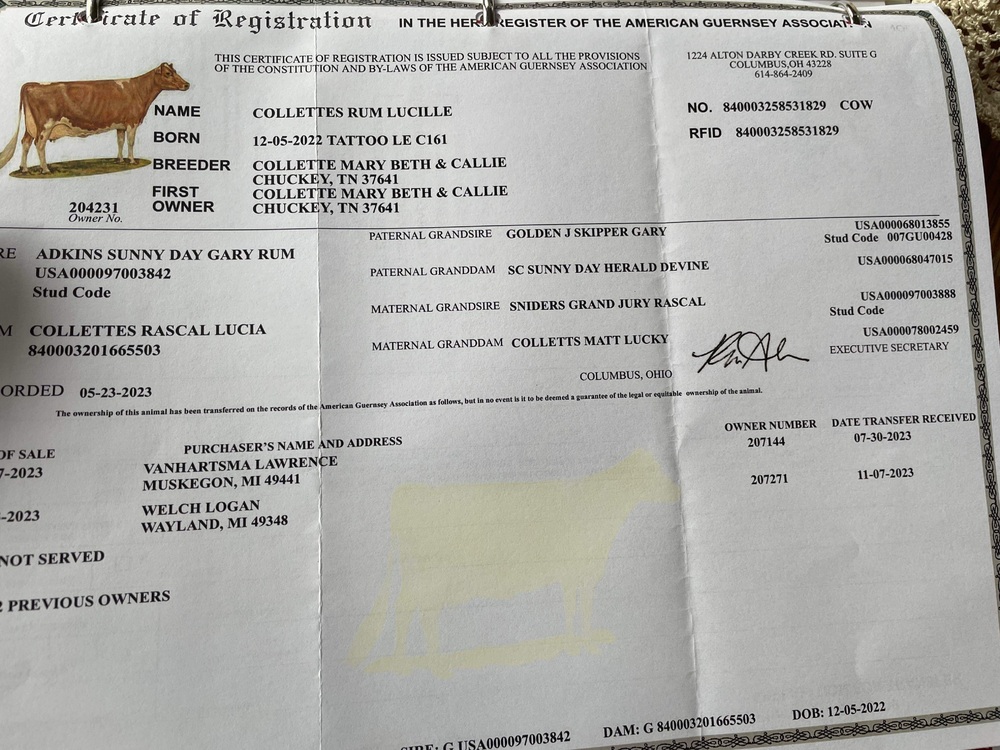 Certificate of Registration IN THE HERD REGISTER OF THE AMERICAN GUERNSEY ASSOCIATION
THIS CERTIFICATE OF REGISTRATION IS ISSUED SUBJECT TO ALL THE PROVISIONS
OF THE CONSTITUTION AND BY-LAWS OF THE AMERICAN GUERNSEY ASSOCIATION
1224 ALTON DARBY CREEK RD. SUITE G
COLUMBUS,OH 43228
614-864-2409
NAME COLLETTES RUM LUCILLE
NO. 840003258531829 COW
BORN 12-05-2022 TATTOO LE C161
RFID 840003258531829
BREEDER COLLETTE MARY BETH & CALLIE
CHUCKEY, TN 37641
FIRST OWNER COLLETTE MARY BETH & CALLIE
CHUCKEY, TN 37641
204231
Owner No.
RE ADKINS SUNNY DAY GARY RUM
USA000097003842
Stud Code
M COLLETTES RASCAL LUCIA
840003201665503
ORDED 05-23-2023
PATERNAL GRANDSIRE GOLDEN J SKIPPER GARY
USA000068013855
Stud Code 007GU00428
PATERNAL GRANDDAM SC SUNNY DAY HERALD DEVINE
USA000068047015
MATERNAL GRANDSIRE SNIDERS GRAND JURY RASCAL
USA000097003888
Stud Code
MATERNAL GRANDDAM COLLETTS MATT LUCKY
USA000078002459
EXECUTIVE SECRETARY
COLUMBUS, OHIO
The ownership of this animal has been transferred on the records of the American Guernsey Association as follows, but in no event is it to be deemed a guarantee of the legal or equitable ownership of the animal.
OF SALE PURCHASER'S NAME AND ADDRESS OWNER NUMBER DATE TRANSFER RECEIVED
7-2023 VANHARTSMA LAWRENCE 207144 07-30-2023
MUSKEGON, MI 49441
-2023 WELCH LOGAN 207271 11-07-2023
WAYLAND, MI 49348
NOT SERVED
2 PREVIOUS OWNERS
SIRE: G USA000097003842 DAM: G 840003201665503 DOB: 12-05-2022